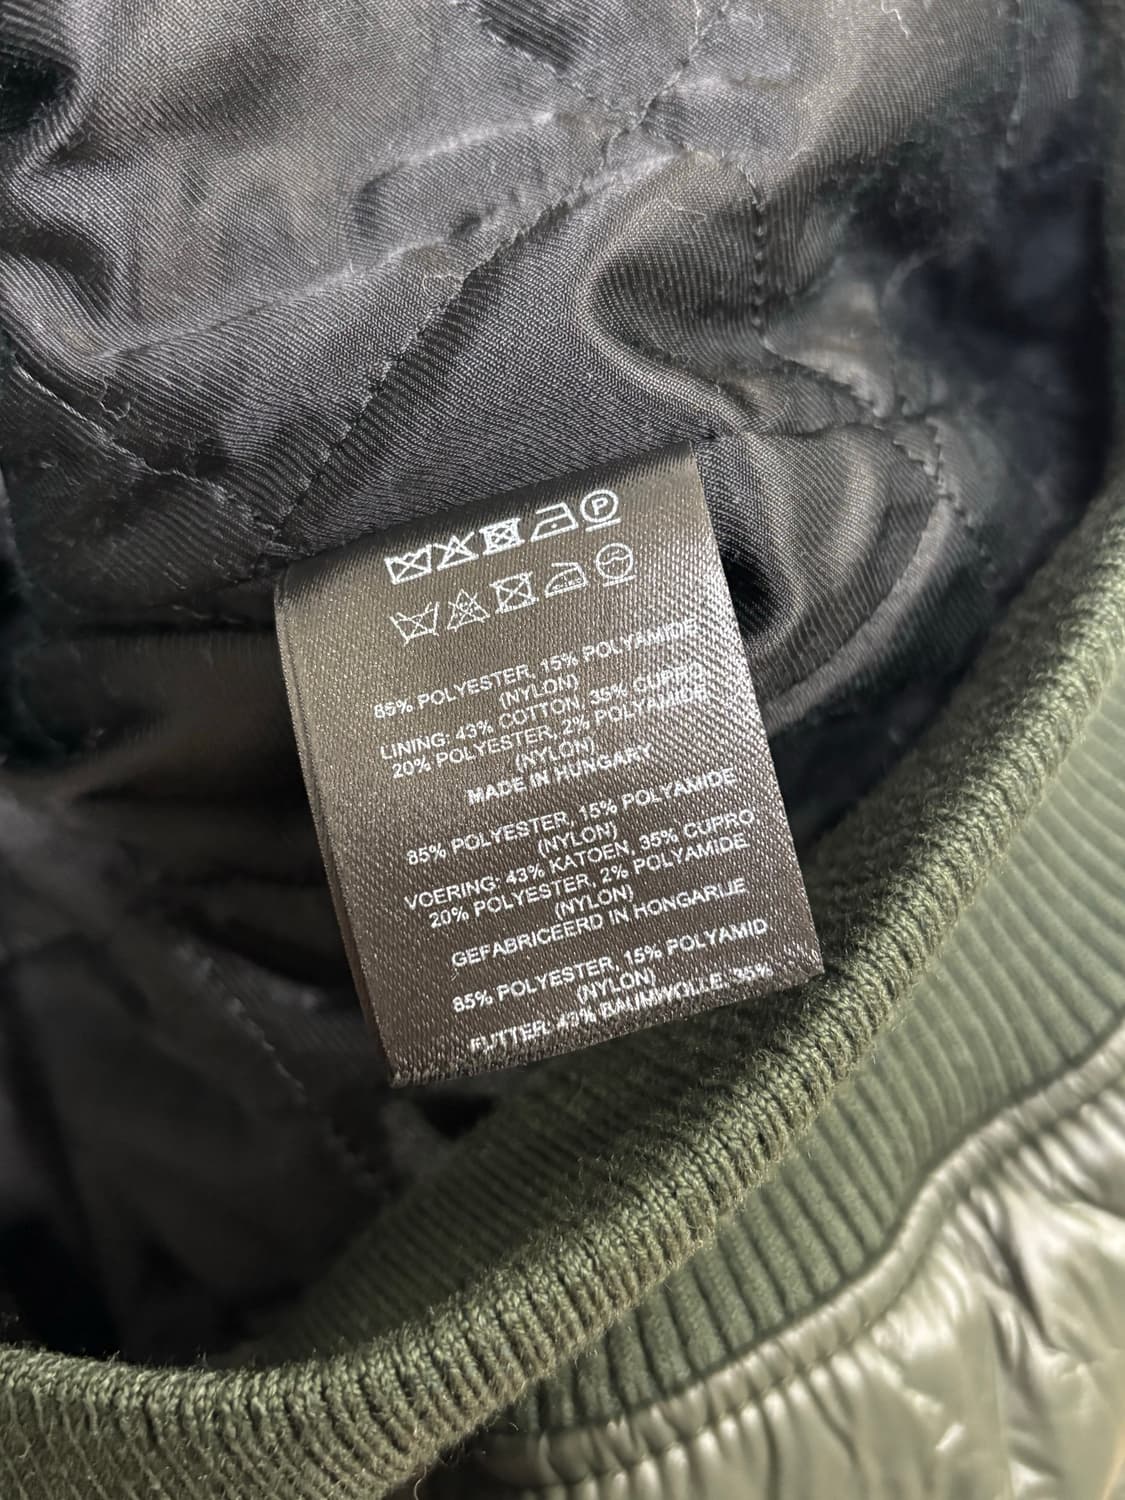 P
85% POLYESTER, 15% POLYAMIDE
(NYLON)
LINING: 43% COTTON, 35% CUPRO
20% POLYESTER, 2% POLYAMIDE
(NYLON)
MADE IN HUNGARY
85% POLYESTER, 15% POLYAMIDE
(NYLON)
VOERING: 43% KATOEN, 35% CUPRO
20% POLYESTER, 2% POLYAMIDE
(NYLON)
GEFABRICEERD IN HONGARLIE
85% POLYESTER, 15% POLYAMID
(NYLON)
FUTTER: 43% BAUMWOLLE, 35%